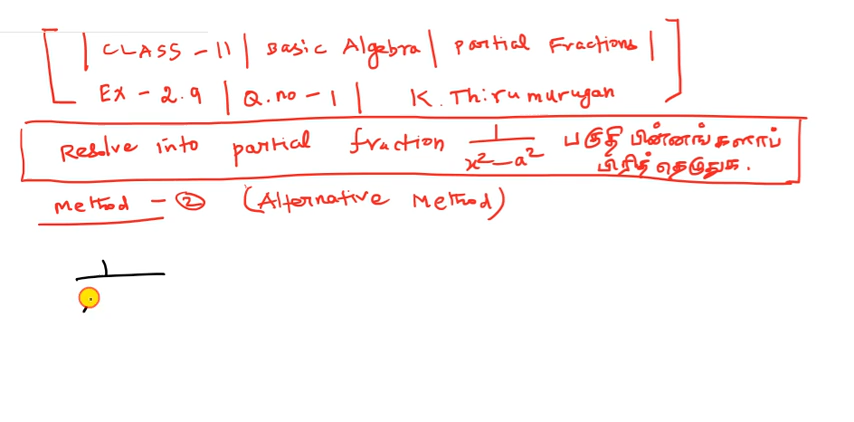 | CLASS - 11 | Basic Algebra | Partial Fractions |
Ex - 2.9 | Q.no - 1 | K. Thirumurugan
Resolve into partial fraction 1/(x² - a²) பகுதி பின்னங்களாப்
பிரித்தெழுதுக.
Method - ② (Alternative Method)
1